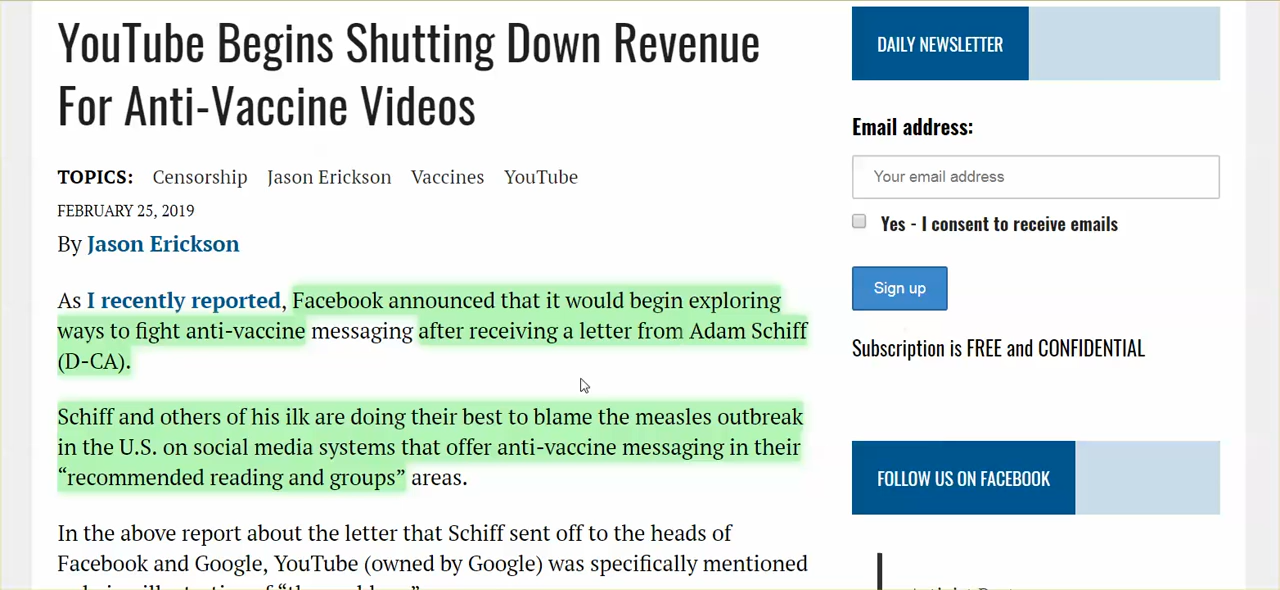 YouTube Begins Shutting Down Revenue
For Anti-Vaccine Videos
TOPICS: Censorship Jason Erickson Vaccines YouTube
FEBRUARY 25, 2019
By Jason Erickson
As I recently reported, Facebook announced that it would begin exploring
ways to fight anti-vaccine messaging after receiving a letter from Adam Schiff
(D-CA).
Schiff and others of his ilk are doing their best to blame the measles outbreak
in the U.S. on social media systems that offer anti-vaccine messaging in their
“recommended reading and groups” areas.
In the above report about the letter that Schiff sent off to the heads of
Facebook and Google, YouTube (owned by Google) was specifically mentioned
DAILY NEWSLETTER
Email address:
Your email address
Yes - I consent to receive emails
Sign up
Subscription is FREE and CONFIDENTIAL
FOLLOW US ON FACEBOOK